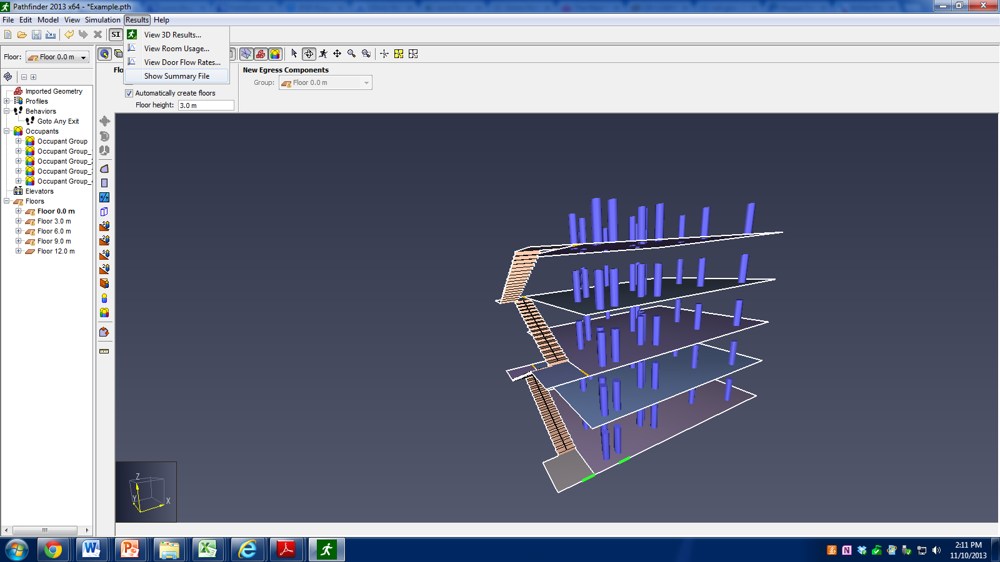 Pathfinder 2013 x64 - *Example.pth
File Edit Model View Simulation Results Help
SI
View 3D Results...
View Room Usage...
View Door Flow Rates...
Show Summary File
Floor: Floor 0.0 m
Flo
New Egress Components
Group: Floor 0.0 m
Automatically create floors
Floor height: 3.0 m
Imported Geometry
Profiles
Behaviors
Goto Any Exit
Occupants
Occupant Group
Occupant Group_
Occupant Group_2
Occupant Group_3
Occupant Group_4
Elevators
Floors
Floor 0.0 m
Floor 3.0 m
Floor 6.0 m
Floor 9.0 m
Floor 12.0 m
Z
Y
X
2:11 PM
11/10/2013